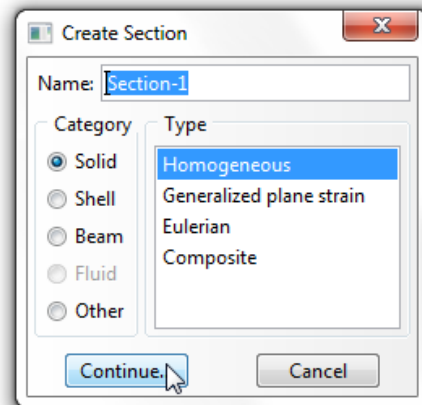 Create Section
Name: Section-1
Category
Solid
Shell
Beam
Fluid
Other
Type
Homogeneous
Generalized plane strain
Eulerian
Composite
Continue...
Cancel